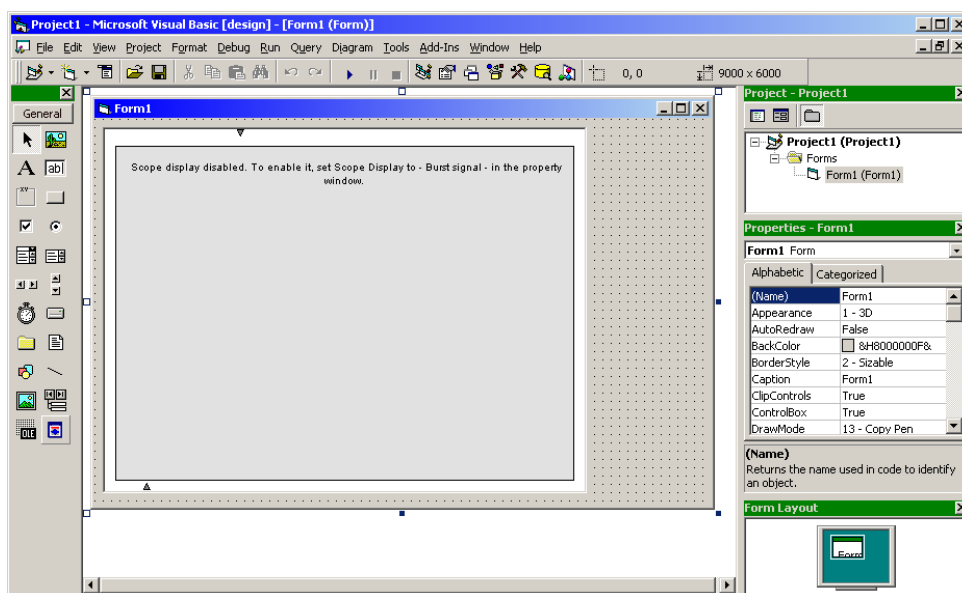 Project1 - Microsoft Visual Basic [design] - [Form1 (Form)]
File Edit View Project Format Debug Run Query Diagram Tools Add-Ins Window Help
0, 0 9000 x 6000
General
A ab|
XY
OLE
Form1
Scope display disabled. To enable it, set Scope Display to - Burst signal - in the property
window.
Project - Project1
Project1 (Project1)
Forms
Form1 (Form1)
Properties - Form1
Form1 Form
Alphabetic Categorized
(Name) Form1
Appearance 1 - 3D
AutoRedraw False
BackColor &H8000000F&
BorderStyle 2 - Sizable
Caption Form1
ClipControls True
ControlBox True
DrawMode 13 - Copy Pen
(Name)
Returns the name used in code to identify
an object.
Form Layout
Form